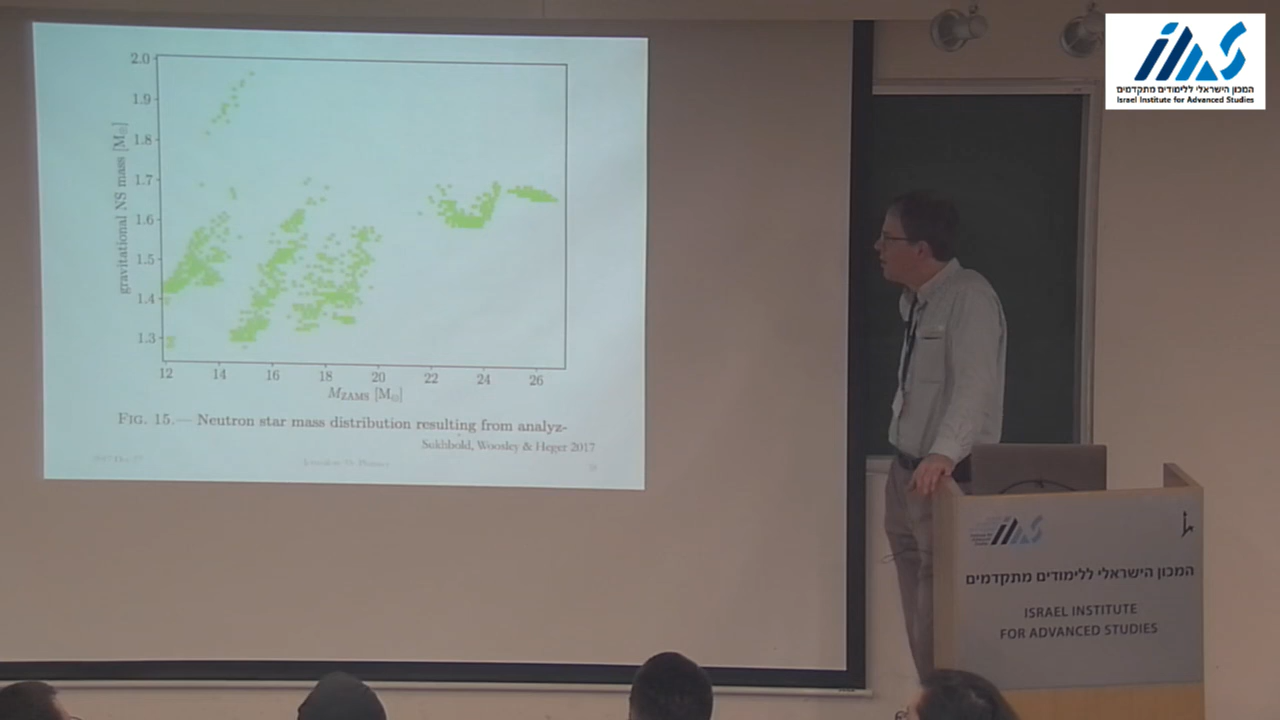 2.0
1.9
1.8
1.7
1.6
1.5
1.4
1.3
gravitational NS mass [M☉]
12 14 16 18 20 22 24 26
MZAMS [M☉]
FIG. 15.— Neutron star mass distribution resulting from analyz-
Sukhbold, Woosley & Heger 2017
ias
המכון הישראלי ללימודים מתקדמים
Israel Institute for Advanced Studies
ias
המכון הישראלי ללימודים מתקדמים
ISRAEL INSTITUTE
FOR ADVANCED STUDIES